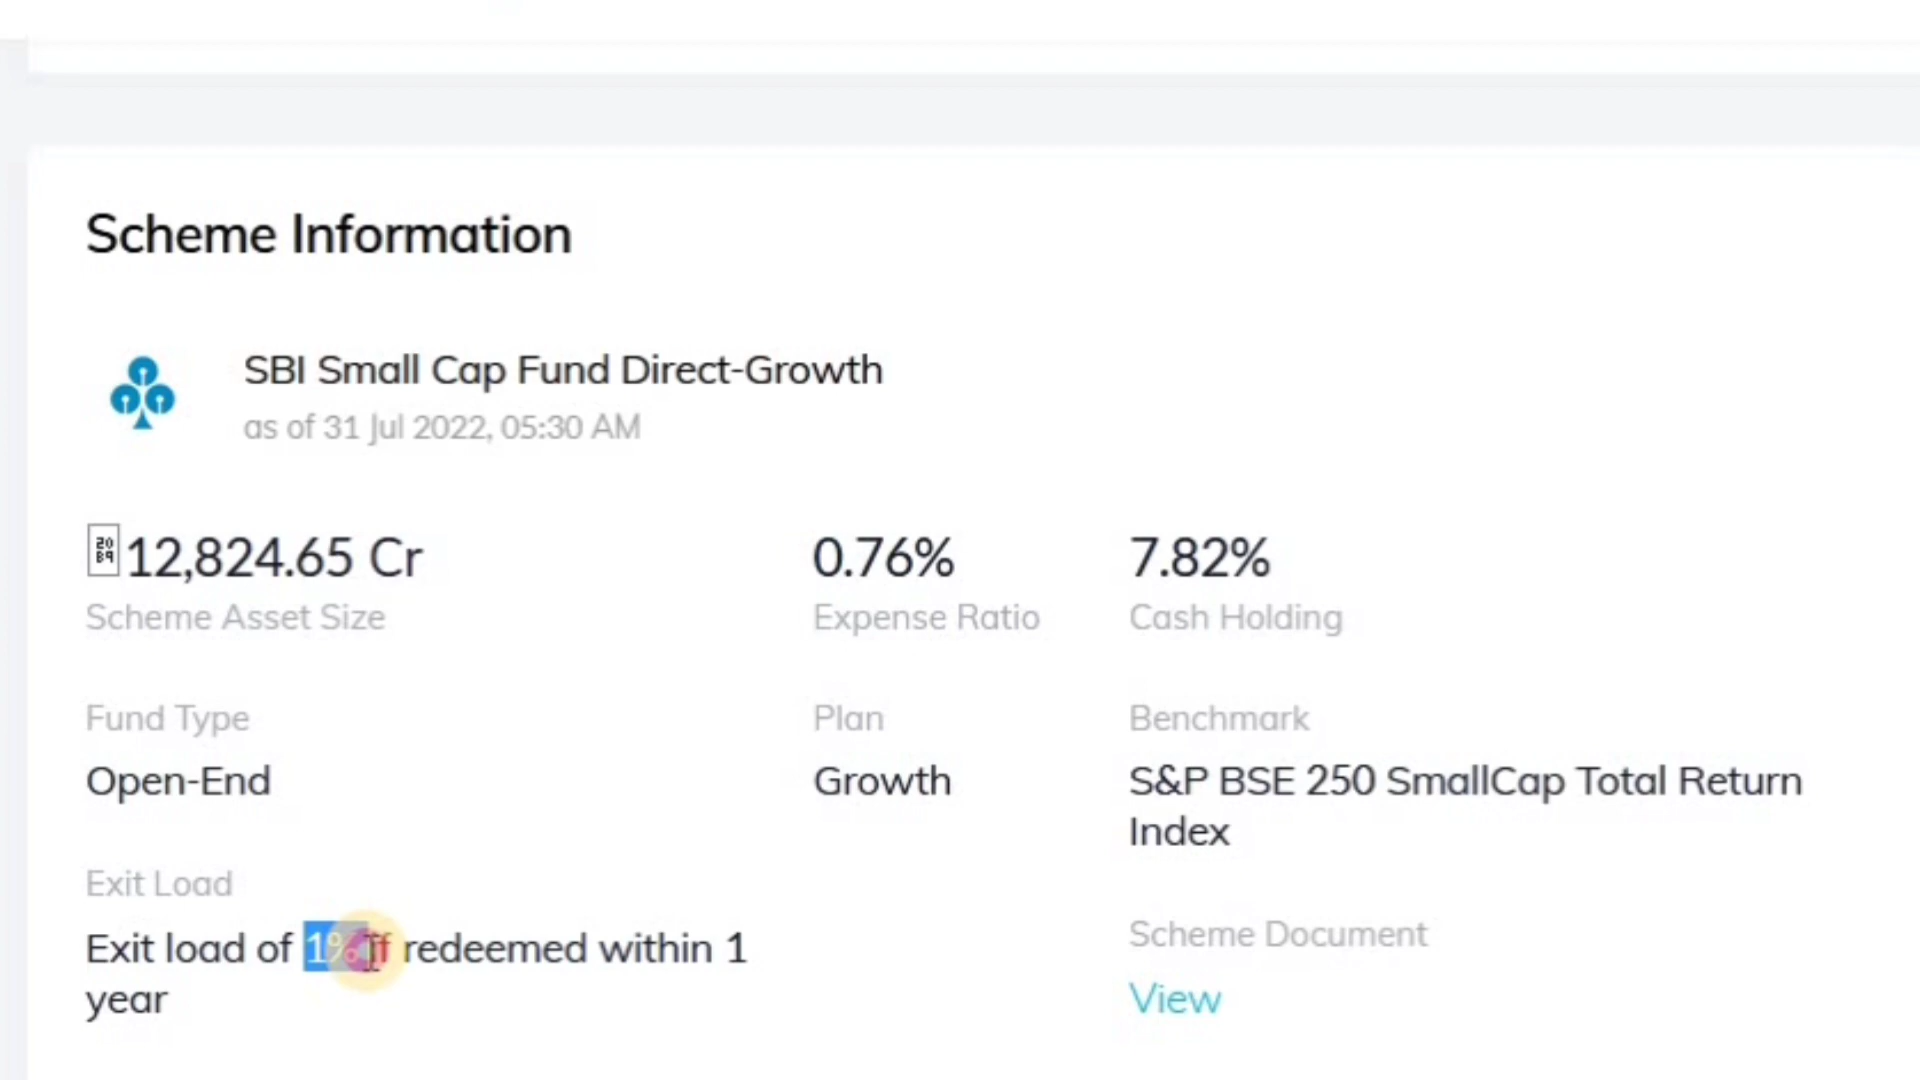 Scheme Information
SBI Small Cap Fund Direct-Growth
as of 31 Jul 2022, 05:30 AM
20
B9
12,824.65 Cr
Scheme Asset Size
0.76%
Expense Ratio
7.82%
Cash Holding
Fund Type
Open-End
Plan
Growth
Benchmark
S&P BSE 250 SmallCap Total Return
Index
Exit Load
Exit load of 1% if redeemed within 1
year
Scheme Document
View